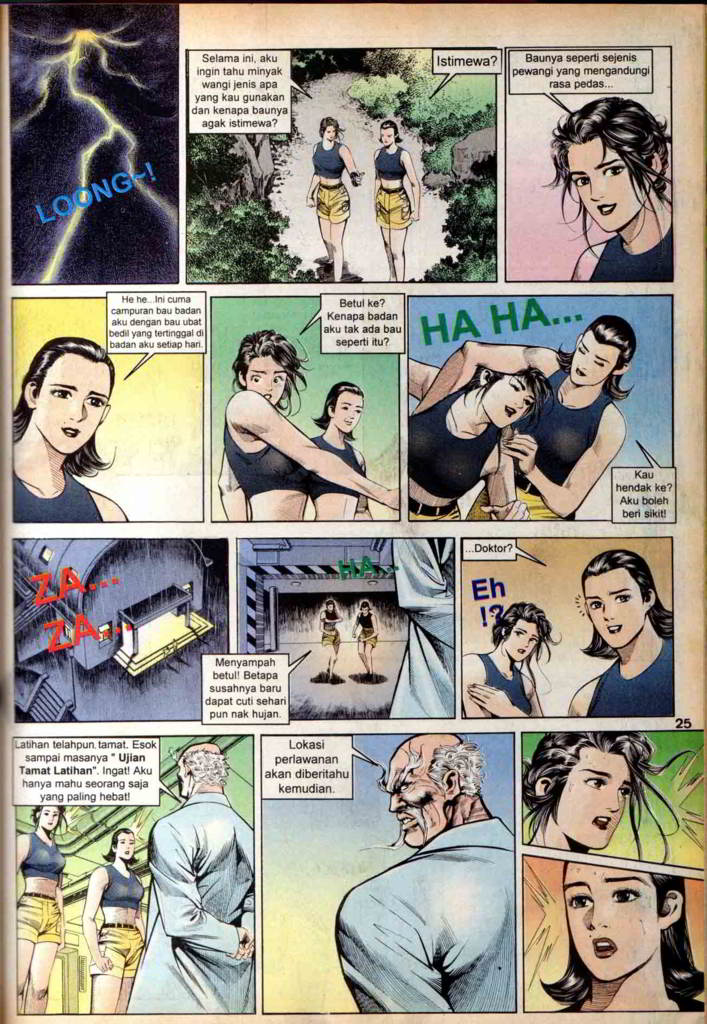 LOONG~!
Selama ini, aku
ingin tahu minyak
wangi jenis apa
yang kau gunakan
dan kenapa baunya
agak istimewa?
Istimewa?
Baunya seperti sejenis
pewangi yang mengandungi
rasa pedas...
He he...Ini cuma
campuran bau badan
aku dengan bau ubat
bedil yang tertinggal di
badan aku setiap hari.
Betul ke?
Kenapa badan
aku tak ada bau
seperti itu?
HA HA...
Kau
hendak ke?
Aku boleh
beri sikit!
ZA...
ZA...
HA...
Menyampah
betul! Betapa
susahnya baru
dapat cuti sehari
pun nak hujan.
...Doktor?
Eh
!?
25
Latihan telahpun tamat. Esok
sampai masanya " Ujian
Tamat Latihan". Ingat! Aku
hanya mahu seorang saja
yang paling hebat!
Lokasi
perlawanan
akan diberitahu
kemudian.